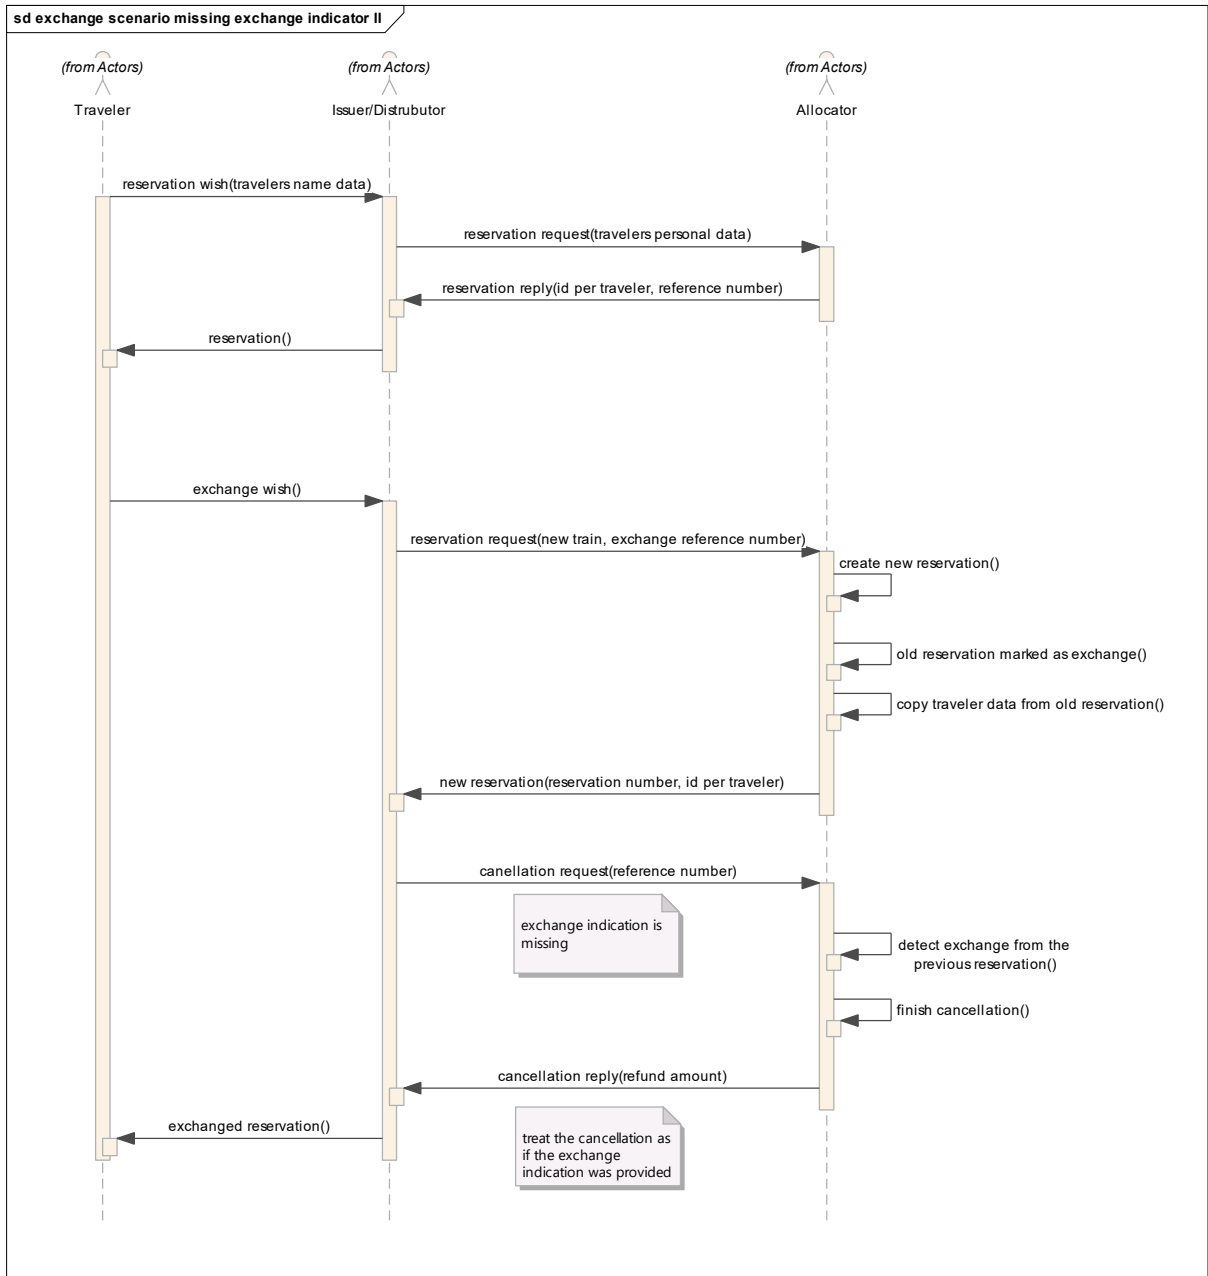 sd exchange scenario missing exchange indicator II
(from Actors)
(from Actors)
(from Actors)
Traveler
Issuer/Distrubutor
Allocator
reservation wish(travelers name data)
reservation request(travelers personal data)
reservation reply(id per traveler, reference number)
reservation()
exchange wish()
reservation request(new train, exchange reference number)
create new reservation()
old reservation marked as exchange()
copy traveler data from old reservation()
new reservation(reservation number, id per traveler)
canellation request(reference number)
exchange indication is
missing
detect exchange from the
previous reservation()
finish cancellation()
cancellation reply(refund amount)
exchanged reservation()
treat the cancellation as
if the exchange
indication was provided